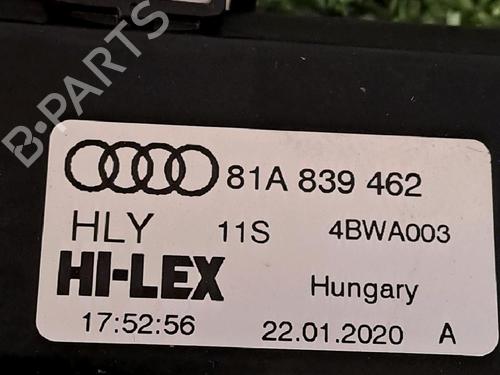 B-PARTS
81A 839 462
HLY 11S 4BWA003
HI-LEX Hungary
17:52:56 22.01.2020 A